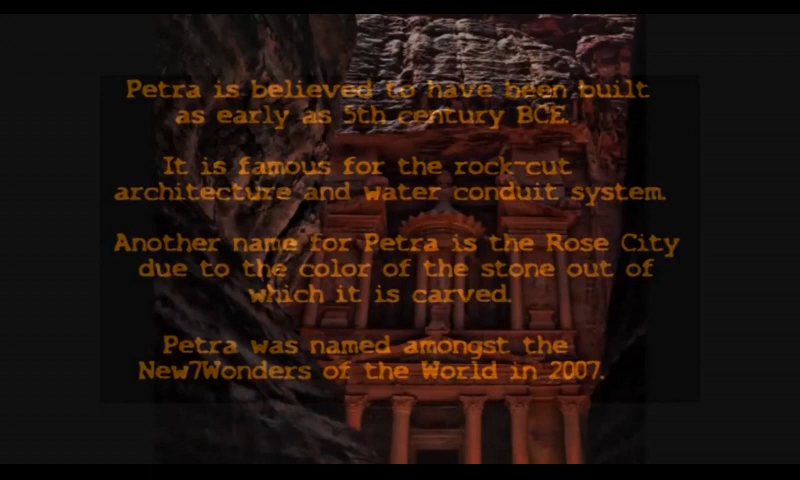 Petra is believed to have been built
as early as 5th century BCE.
It is famous for the rock-cut
architecture and water conduit system.
Another name for Petra is the Rose City
due to the color of the stone out of
which it is carved.
Petra was named amongst the
New7Wonders of the World in 2007.